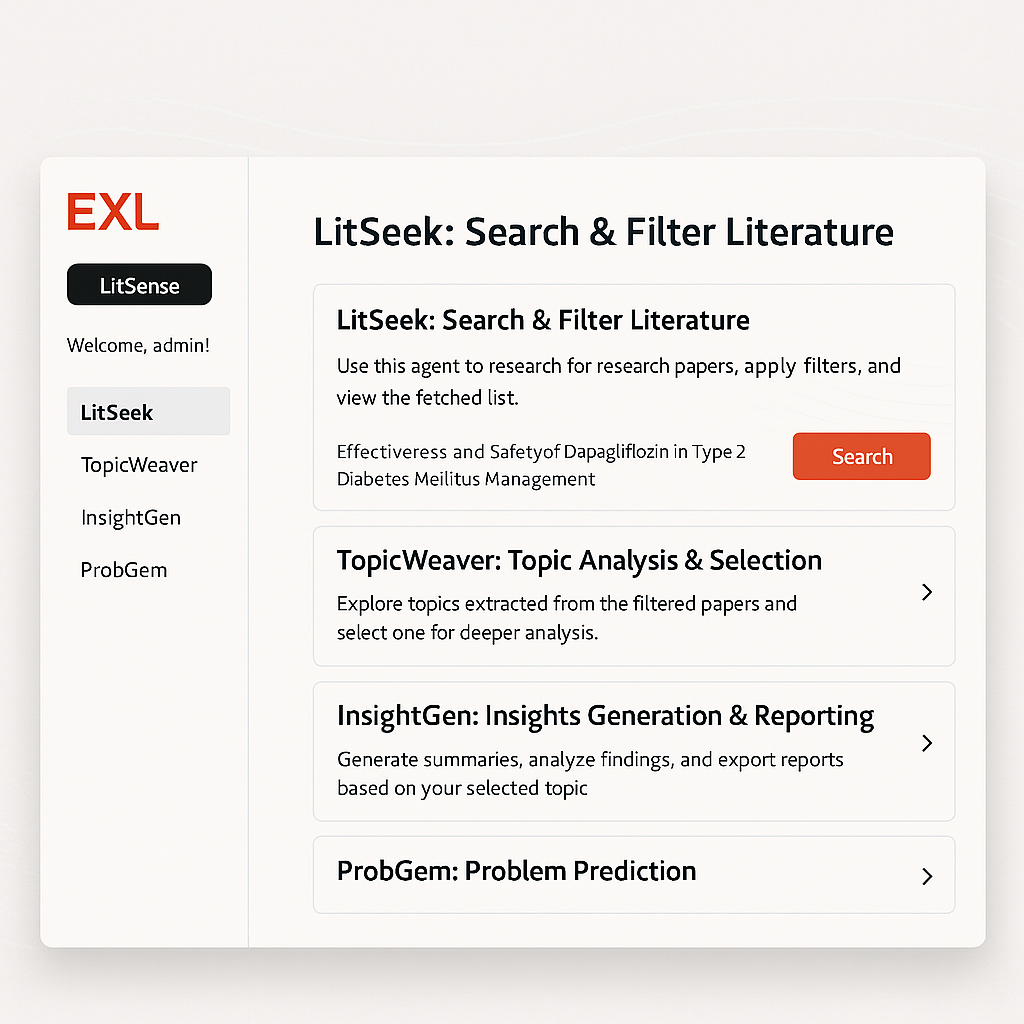 EXL
LitSense
Welcome, admin!
LitSeek
TopicWeaver
InsightGen
ProbGem
LitSeek: Search & Filter Literature
LitSeek: Search & Filter Literature
Use this agent to research for research papers, apply filters, and
view the fetched list.
Effectiveress and Safetyof Dapagliflozin in Type 2
Diabetes Meilitus Management
Search
TopicWeaver: Topic Analysis & Selection
Explore topics extracted from the filtered papers and
select one for deeper analysis.
InsightGen: Insights Generation & Reporting
Generate summaries, analyze findings, and export reports
based on your selected topic
ProbGem: Problem Prediction